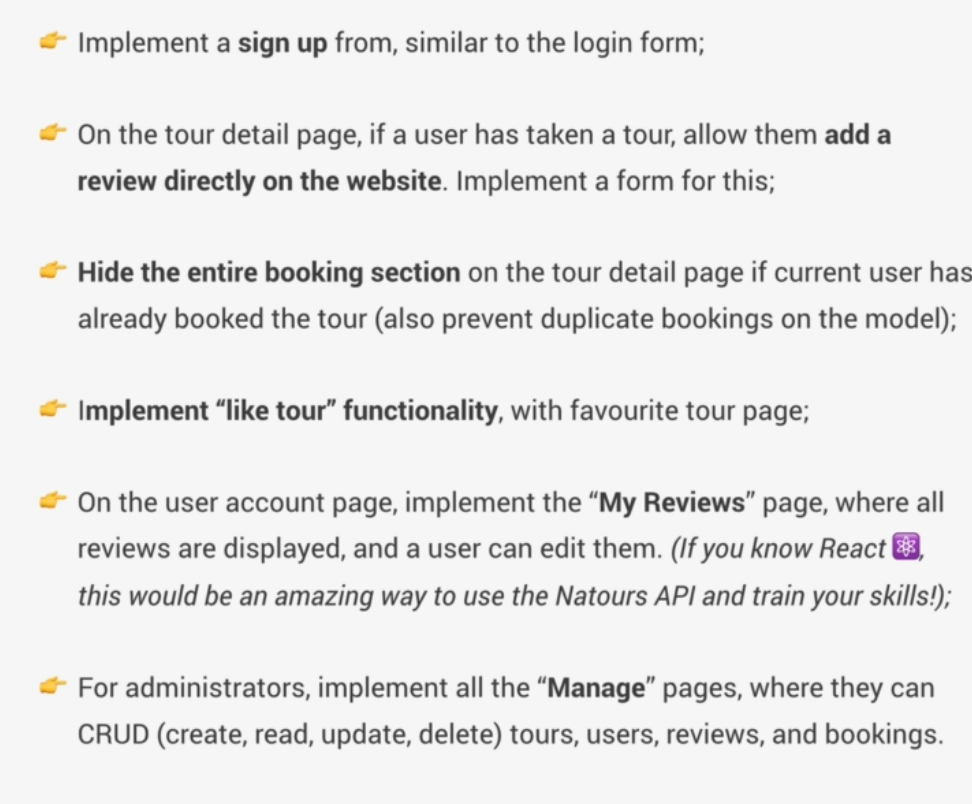 👉 Implement a sign up from, similar to the login form;
👉 On the tour detail page, if a user has taken a tour, allow them add a
review directly on the website. Implement a form for this;
👉 Hide the entire booking section on the tour detail page if current user has
already booked the tour (also prevent duplicate bookings on the model);
👉 Implement “like tour” functionality, with favourite tour page;
👉 On the user account page, implement the “My Reviews” page, where all
reviews are displayed, and a user can edit them. (If you know React ⚛️,
this would be an amazing way to use the Natours API and train your skills!);
👉 For administrators, implement all the “Manage” pages, where they can
CRUD (create, read, update, delete) tours, users, reviews, and bookings.